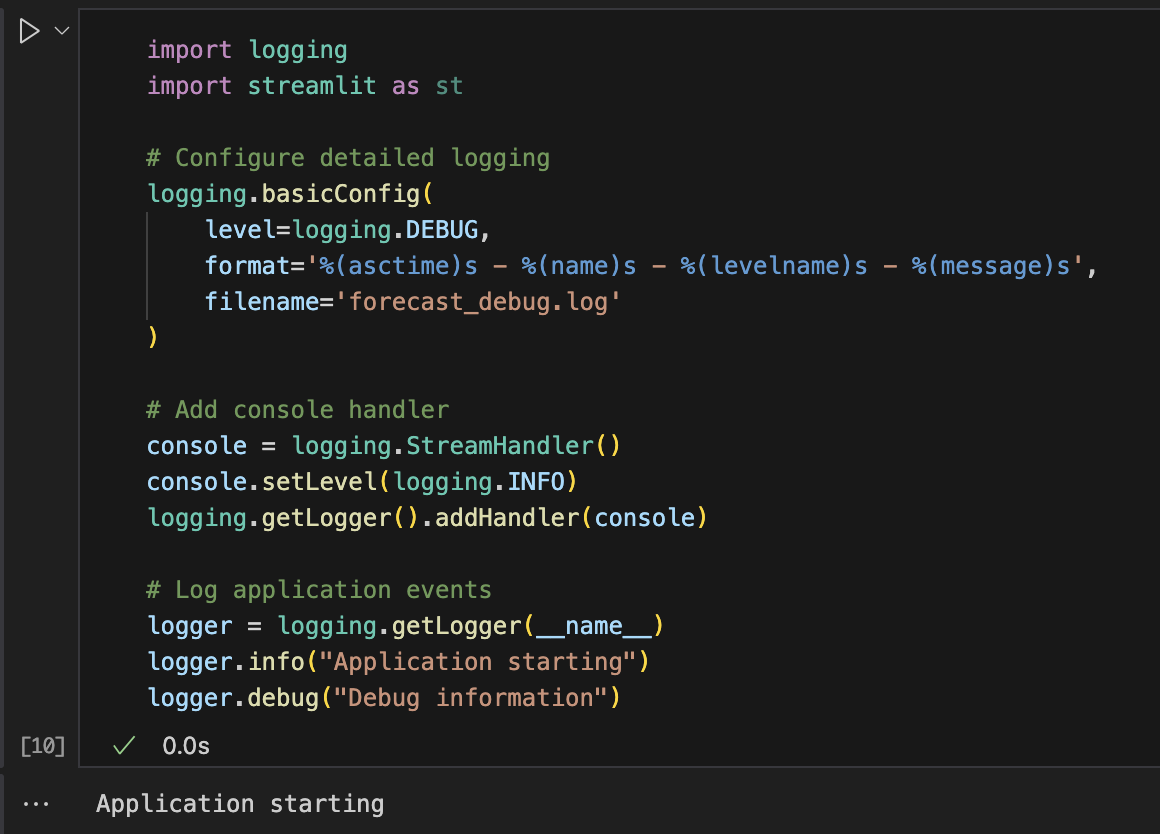 import logging
import streamlit as st
# Configure detailed logging
logging.basicConfig(
    level=logging.DEBUG,
    format='%(asctime)s - %(name)s - %(levelname)s - %(message)s',
    filename='forecast_debug.log'
)
# Add console handler
console = logging.StreamHandler()
console.setLevel(logging.INFO)
logging.getLogger().addHandler(console)
# Log application events
logger = logging.getLogger(__name__)
logger.info("Application starting")
logger.debug("Debug information")
[10] ✓ 0.0s
... Application starting